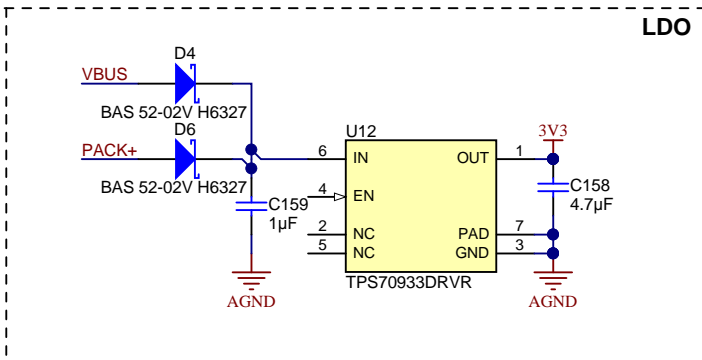 LDO
D4
VBUS
BAS 52-02V H6327
D6
PACK+
BAS 52-02V H6327
U12
3V3
6 IN OUT 1
4 EN
C159
1µF
C158
4.7µF
2 NC PAD 7
5 NC GND 3
TPS70933DRVR
AGND
AGND